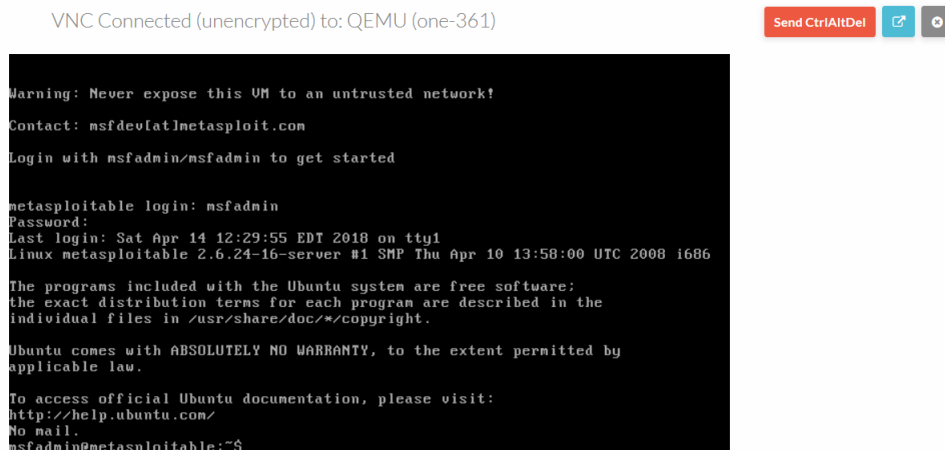 VNC Connected (unencrypted) to: QEMU (one-361)
Send CtrlAltDel
Warning: Never expose this VM to an untrusted network!
Contact: msfdev[at]metasploit.com
Login with msfadmin/msfadmin to get started
metasploitable login: msfadmin
Password:
Last login: Sat Apr 14 12:29:55 EDT 2018 on tty1
Linux metasploitable 2.6.24-16-server #1 SMP Thu Apr 10 13:58:00 UTC 2008 i686
The programs included with the Ubuntu system are free software;
the exact distribution terms for each program are described in the
individual files in /usr/share/doc/*/copyright.
Ubuntu comes with ABSOLUTELY NO WARRANTY, to the extent permitted by
applicable law.
To access official Ubuntu documentation, please visit:
http://help.ubuntu.com/
No mail.
msfadmin@metasploitable:~$